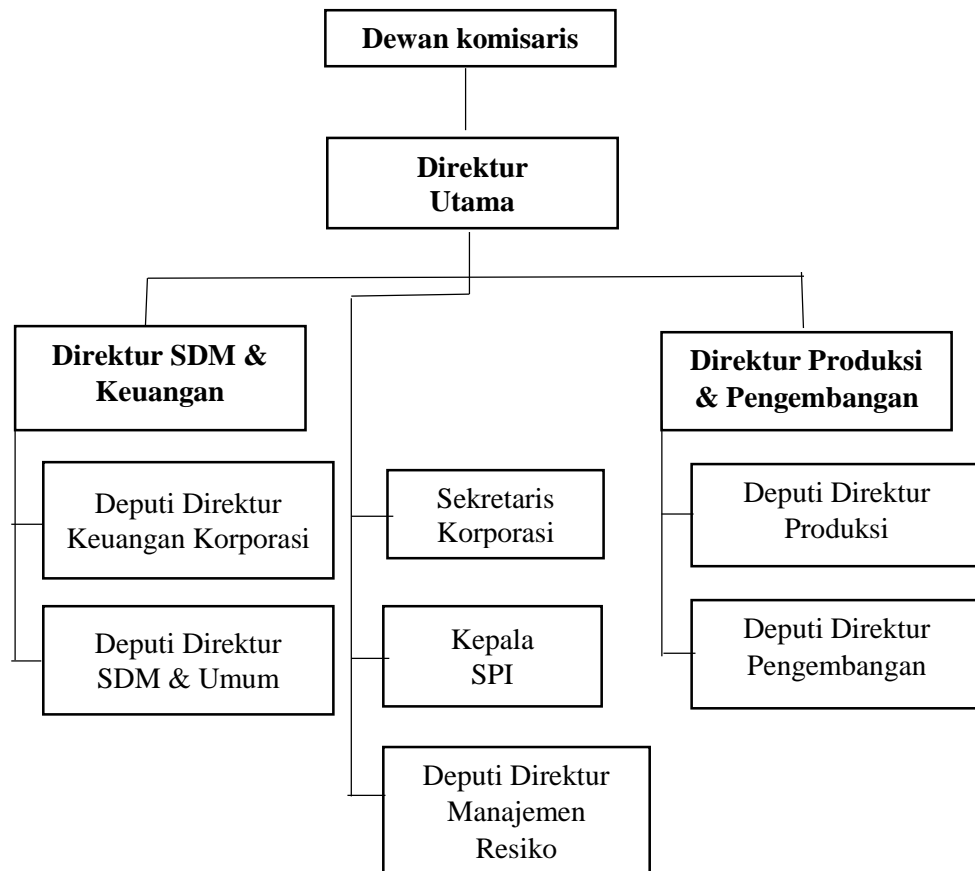 Dewan komisaris
Direktur
Utama
Direktur SDM &
Keuangan
Direktur Produksi
& Pengembangan
Deputi Direktur
Keuangan Korporasi
Sekretaris
Korporasi
Deputi Direktur
Produksi
Deputi Direktur
SDM & Umum
Kepala
SPI
Deputi Direktur
Pengembangan
Deputi Direktur
Manajemen
Resiko